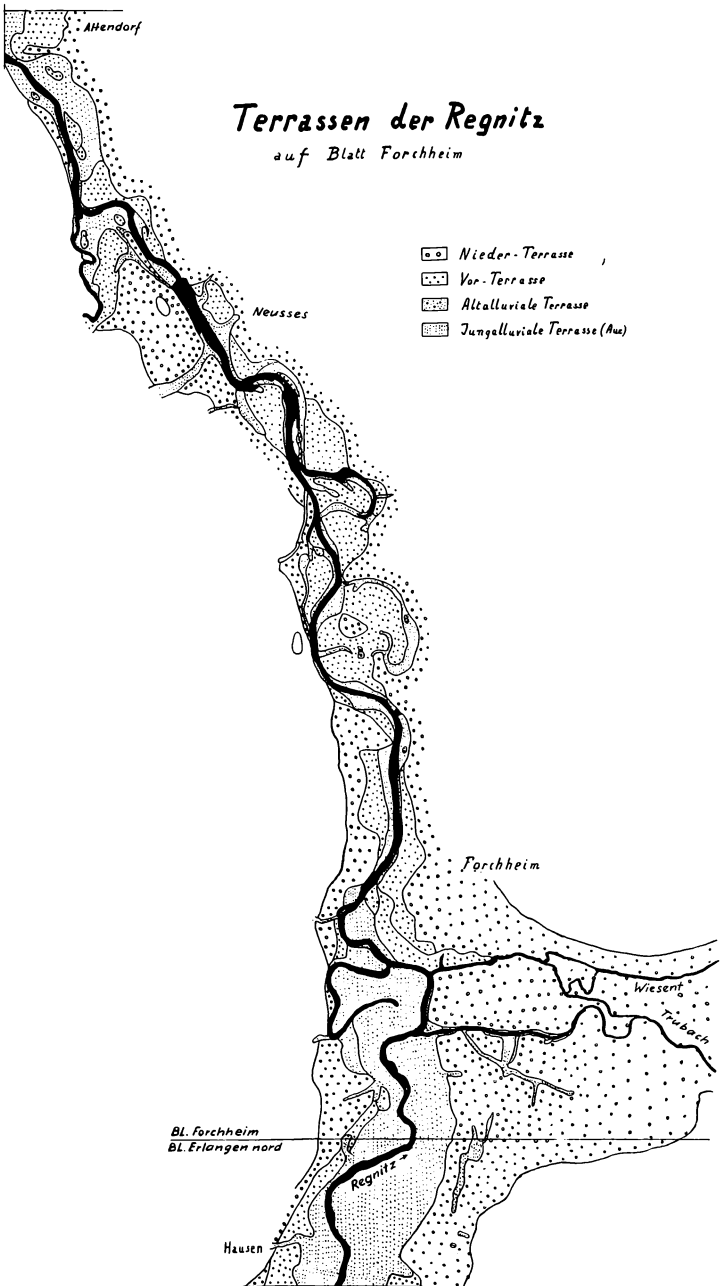 Altendorf
Terrassen der Regnitz
auf Blatt Forchheim
Nieder-Terrasse
Vor-Terrasse
Altalluviale Terrasse
Jungalluviale Terrasse (Aue)
Neusses
Forchheim
Wiesent
Trubach
Bl. Forchheim
Bl. Erlangen nord
Regnitz
Hausen